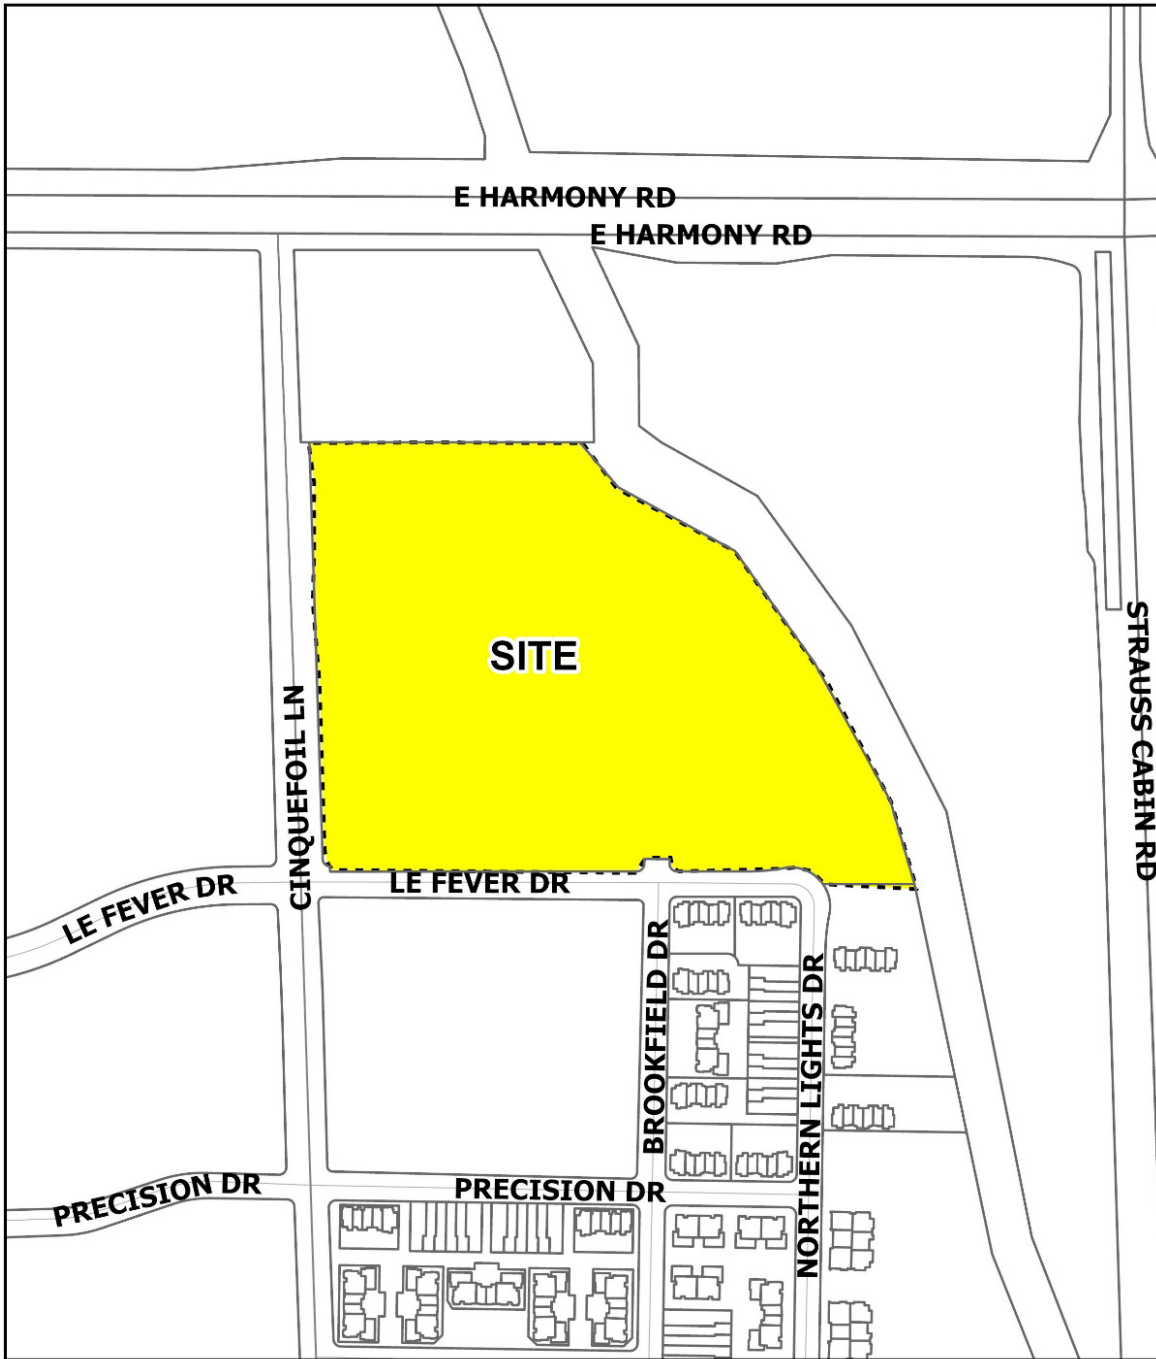 E HARMONY RD
E HARMONY RD
SITE
STRAUSS CABIN RD
CINQUEFOIL LN
LE FEVER DR
LE FEVER DR
BROOKFIELD DR
NORTHERN LIGHTS DR
PRECISION DR
PRECISION DR